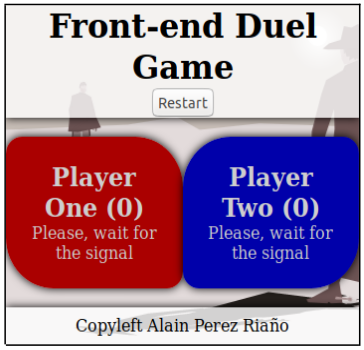 Front-end Duel
Game
Restart
Player
One (0)
Please, wait for
the signal
Player
Two (0)
Please, wait for
the signal
Copyleft Alain Perez Riaño